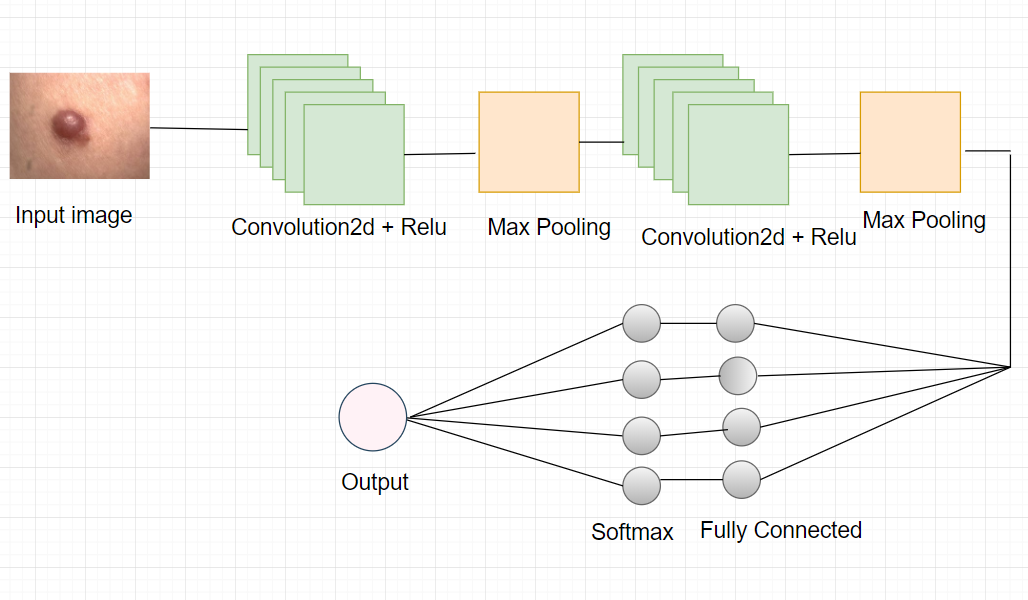 Input image
Convolution2d + Relu
Max Pooling
Convolution2d + Relu
Max Pooling
Output
Softmax
Fully Connected